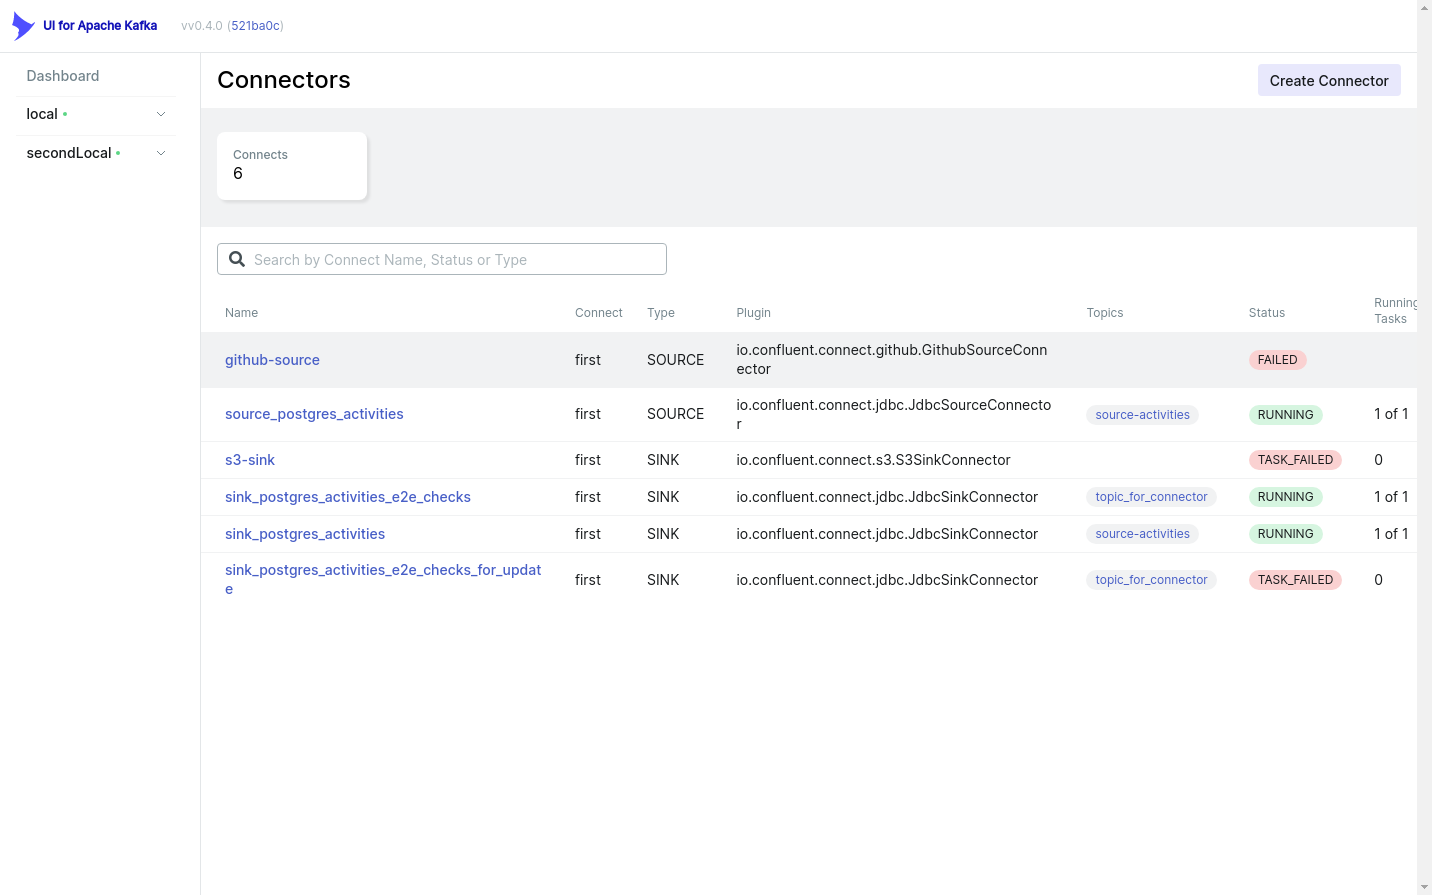 UI for Apache Kafka vv0.4.0 (521ba0c)
Dashboard
local
secondLocal
Connectors
Create Connector
Connects
6
Search by Connect Name, Status or Type
Name Connect Type Plugin Topics Status Running
Tasks
github-source first SOURCE io.confluent.connect.github.GithubSourceConn
ector FAILED
source_postgres_activities first SOURCE io.confluent.connect.jdbc.JdbcSourceConnecto
r source-activities RUNNING 1 of 1
s3-sink first SINK io.confluent.connect.s3.S3SinkConnector TASK_FAILED 0
sink_postgres_activities_e2e_checks first SINK io.confluent.connect.jdbc.JdbcSinkConnector topic_for_connector RUNNING 1 of 1
sink_postgres_activities first SINK io.confluent.connect.jdbc.JdbcSinkConnector source-activities RUNNING 1 of 1
sink_postgres_activities_e2e_checks_for_updat
e first SINK io.confluent.connect.jdbc.JdbcSinkConnector topic_for_connector TASK_FAILED 0